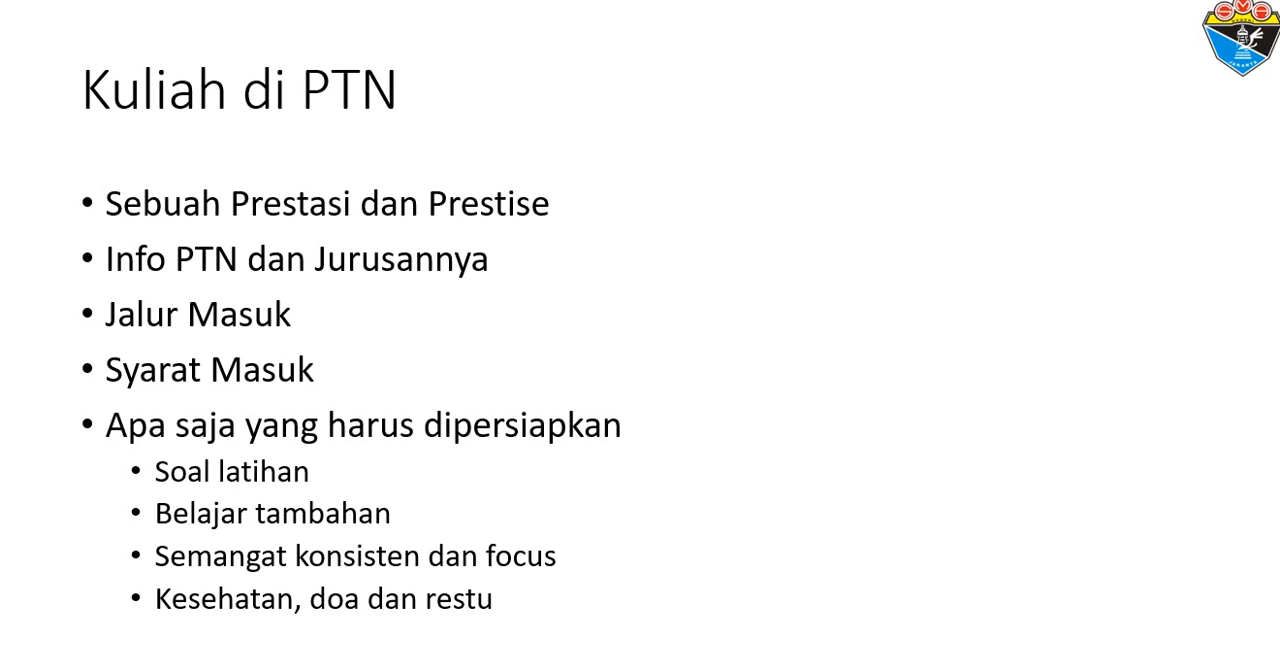 SMA
Kuliah di PTN
• Sebuah Prestasi dan Prestise
• Info PTN dan Jurusannya
• Jalur Masuk
• Syarat Masuk
• Apa saja yang harus dipersiapkan
• Soal latihan
• Belajar tambahan
• Semangat konsisten dan focus
• Kesehatan, doa dan restu